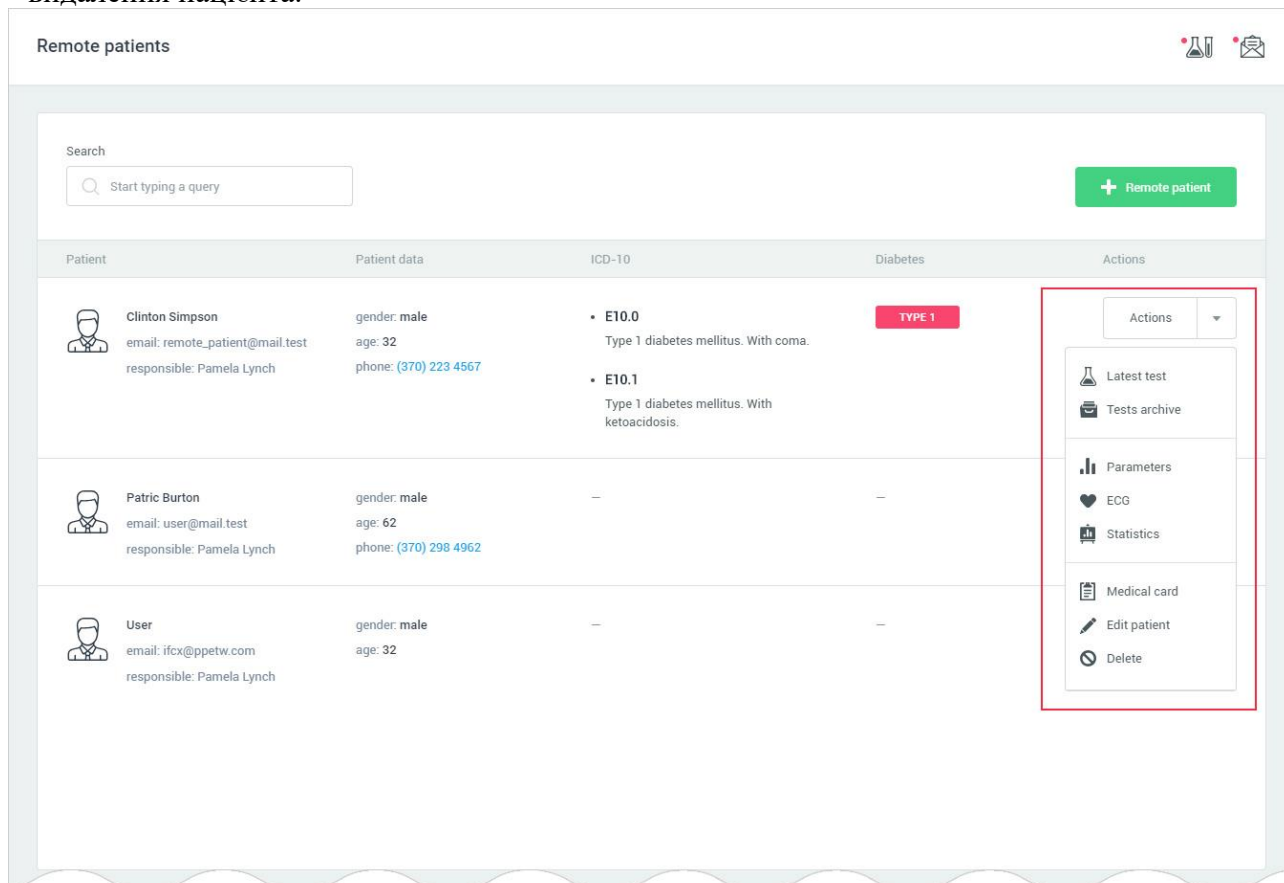 видалення пацієнта.
Remote patients
Search
Start typing a query
Remote patient
Patient
Patient data
ICD-10
Diabetes
Actions
Clinton Simpson
email: remote_patient@mail.test
responsible: Pamela Lynch
gender: male
age: 32
phone: (370) 223 4567
• E10.0
Type 1 diabetes mellitus. With coma.
• E10.1
Type 1 diabetes mellitus. With
ketoacidosis.
TYPE 1
Actions
Latest test
Tests archive
Parameters
ECG
Statistics
Medical card
Edit patient
Delete
Patric Burton
email: user@mail.test
responsible: Pamela Lynch
gender: male
age: 62
phone: (370) 298 4962
–
–
User
email: ifcx@ppetw.com
responsible: Pamela Lynch
gender: male
age: 32
–
–